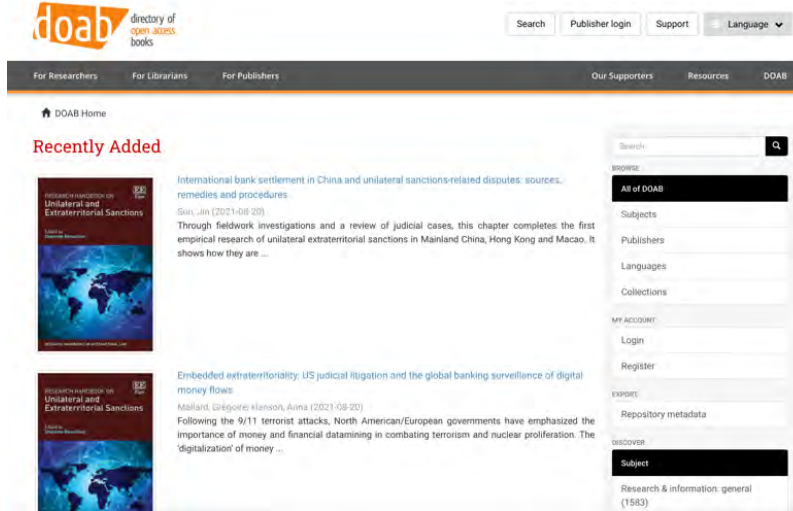 doab
directory of
open access
books
Search
Publisher login
Support
Language
For Researchers
For Librarians
For Publishers
Our Supporters
Resources
DOAB
DOAB Home
Recently Added
RESEARCH HANDBOOK ON
Unilateral and
Extraterritorial Sanctions
EE
RESEARCH HANDBOOKS IN INTERNATIONAL LAW
International bank settlement in China and unilateral sanctions-related disputes: sources,
remedies and procedures
Sun, Jin (2021-08-20)
Through fieldwork investigations and a review of judicial cases, this chapter completes the first
empirical research of unilateral extraterritorial sanctions in Mainland China, Hong Kong and Macao. It
shows how they are ...
RESEARCH HANDBOOK ON
Unilateral and
Extraterritorial Sanctions
EE
Embedded extraterritoriality: US judicial litigation and the global banking surveillance of digital
money flows
Mallard, Grégoire; Hanson, Anna (2021-08-20)
Following the 9/11 terrorist attacks, North American/European governments have emphasized the
importance of money and financial datamining in combating terrorism and nuclear proliferation. The
'digitalization' of money ...
Search
BROWSE
All of DOAB
Subjects
Publishers
Languages
Collections
MY ACCOUNT
Login
Register
EXPORT
Repository metadata
DISCOVER
Subject
Research & information: general
(1583)